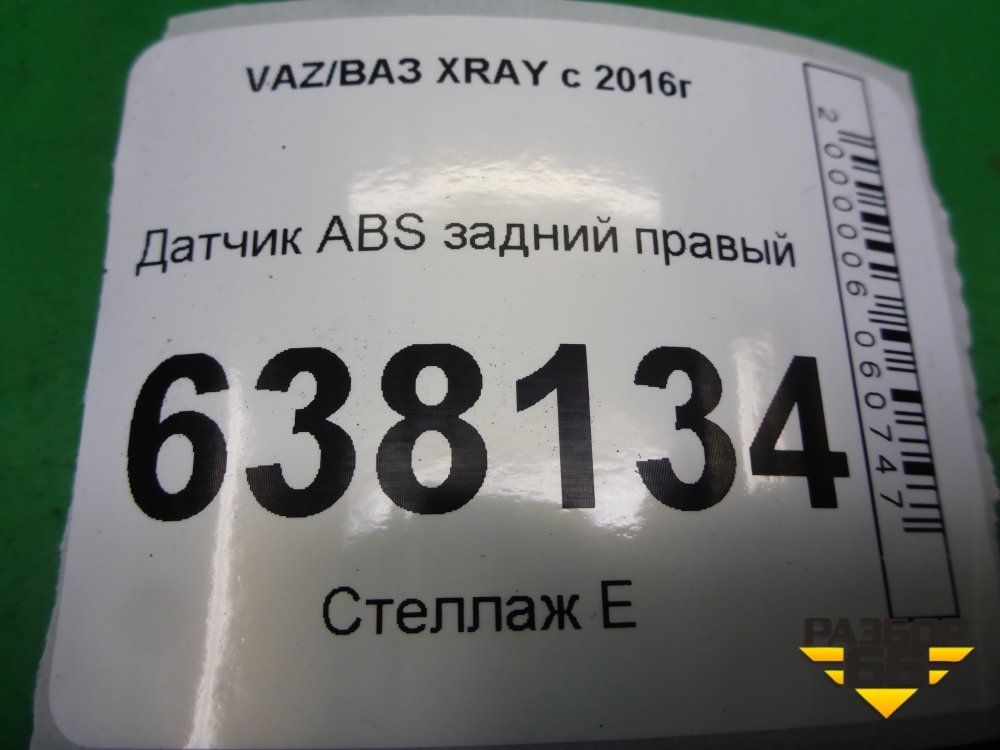 VAZ/ВАЗ XRAY с 2016г
Датчик ABS задний правый
638134
Стеллаж Е
2000006060747
РАЗБОР
66